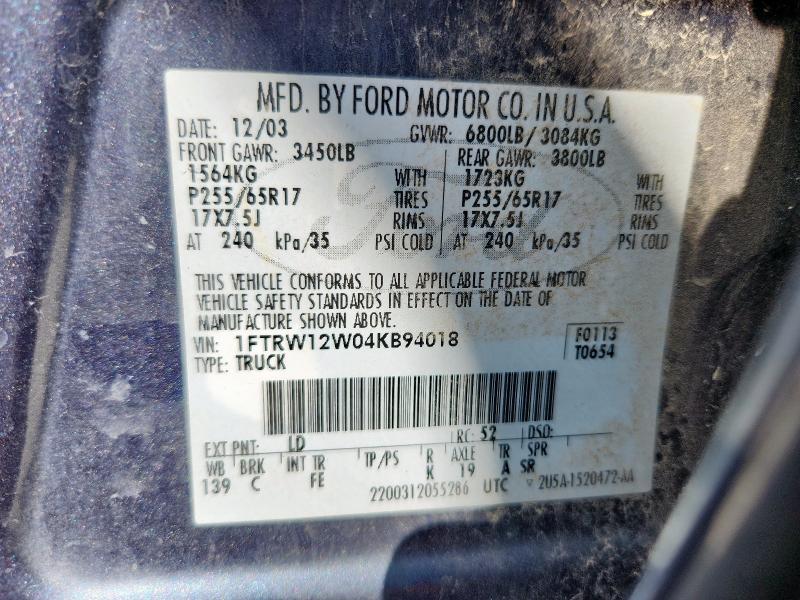 MFD. BY FORD MOTOR CO. IN U.S.A.
DATE: 12/03 GVWR: 6800LB/3084KG
FRONT GAWR: 3450LB REAR GAWR: 3800LB
1564KG WITH 1723KG WITH
P255/65R17 TIRES P255/65R17 TIRES
17X7.5J RIMS 17X7.5J RIMS
AT 240 kPa/35 PSI COLD AT 240 kPa/35 PSI COLD
Ford
THIS VEHICLE CONFORMS TO ALL APPLICABLE FEDERAL MOTOR
VEHICLE SAFETY STANDARDS IN EFFECT ON THE DATE OF
MANUFACTURE SHOWN ABOVE.
VIN: 1FTRW12W04KB94018 F0113
TYPE: TRUCK T0654
EXT PNT: LD RC: 52 DSO:
WB BRK INT TR TP/PS R AXLE TR SPR
139 C FE K 19 A SR
2200312055286 UTC ▽ 2U5A-1520472-AA